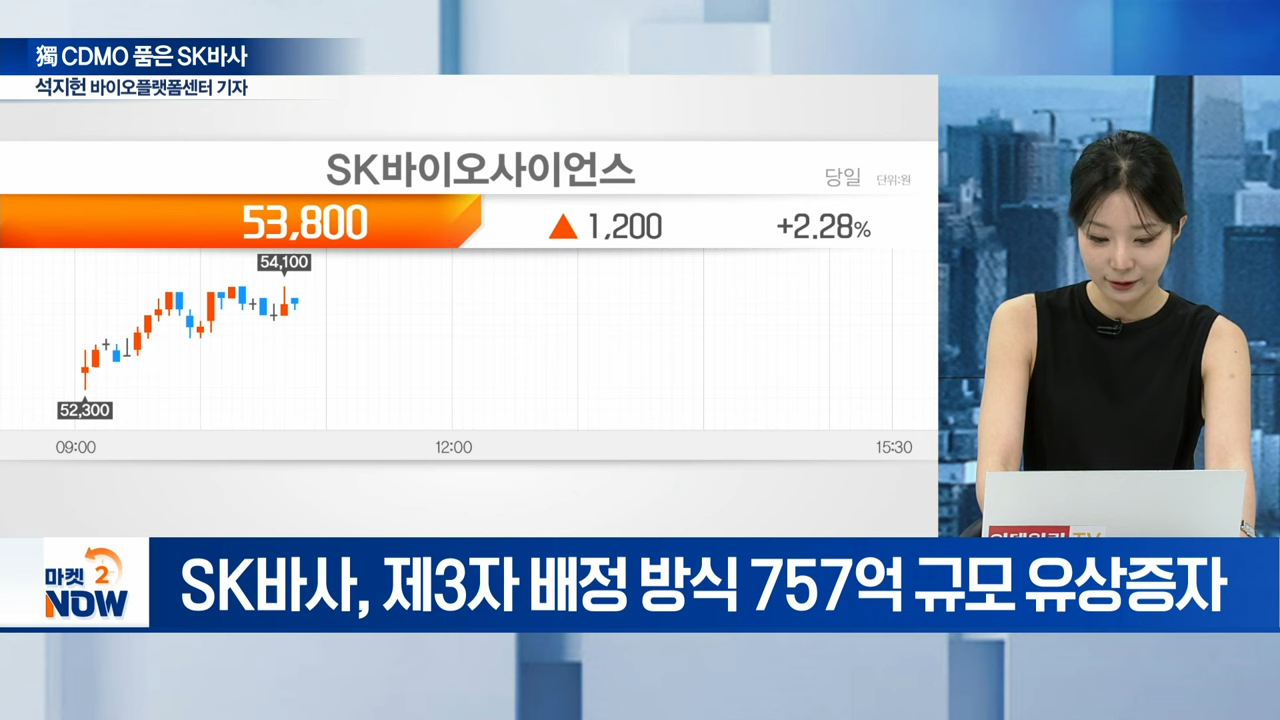 獨 CDMO 품은 SK바사
석지헌 바이오플랫폼센터 기자
SK바이오사이언스
당일 단위:원
53,800 ▲ 1,200 +2.28%
54,100
52,300
09:00 12:00 15:30
마켓 2
NOW
SK바사, 제3자 배정 방식 757억 규모 유상증자